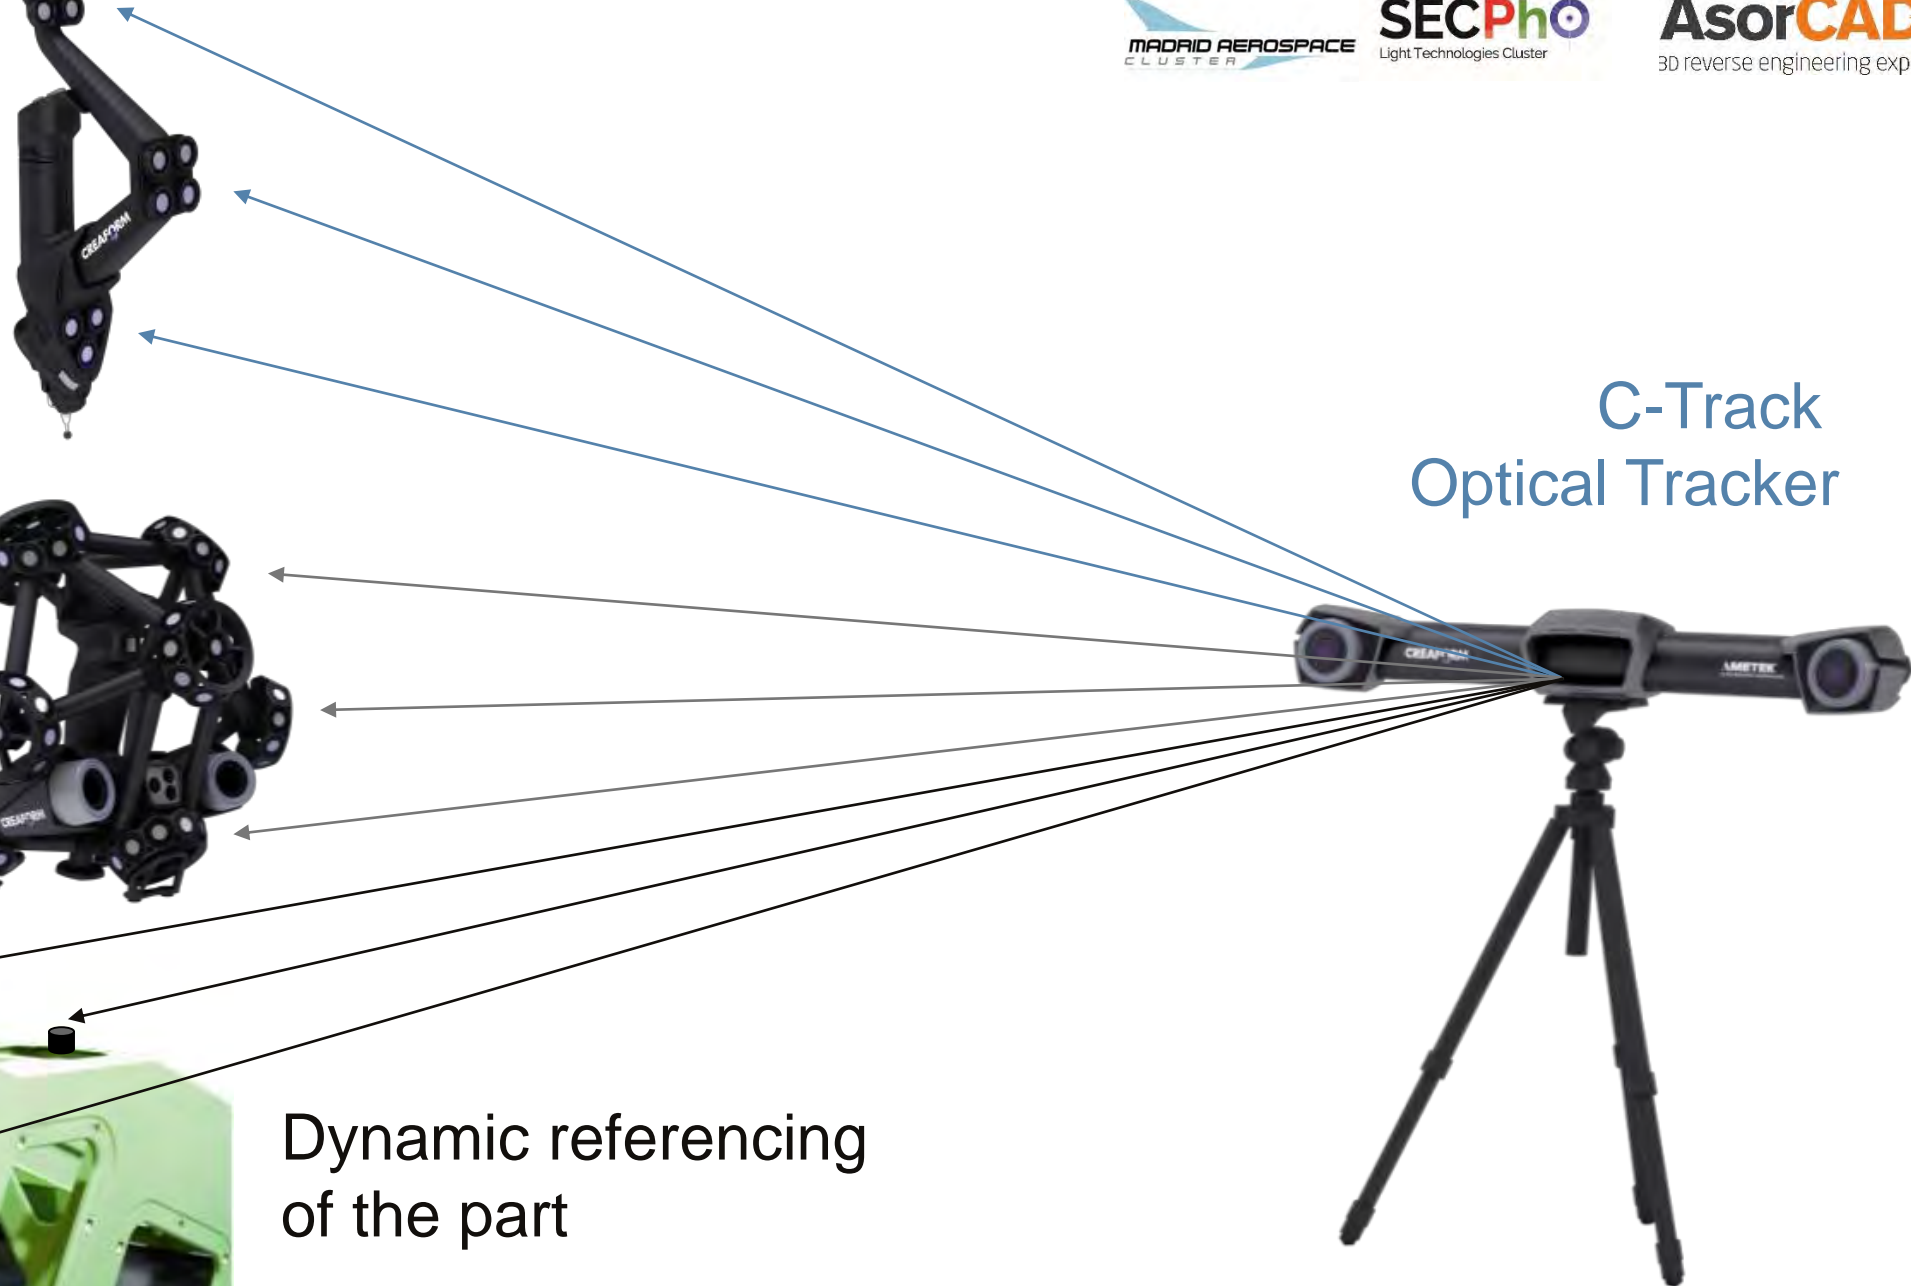 MADRID AEROSPACE
CLUSTER
SECPhO
Light Technologies Cluster
AsorCAD
3D reverse engineering exp
CREAFORM
C-Track
Optical Tracker
CREAFORM
AMETEK
CREAFORM
Dynamic referencing
of the part